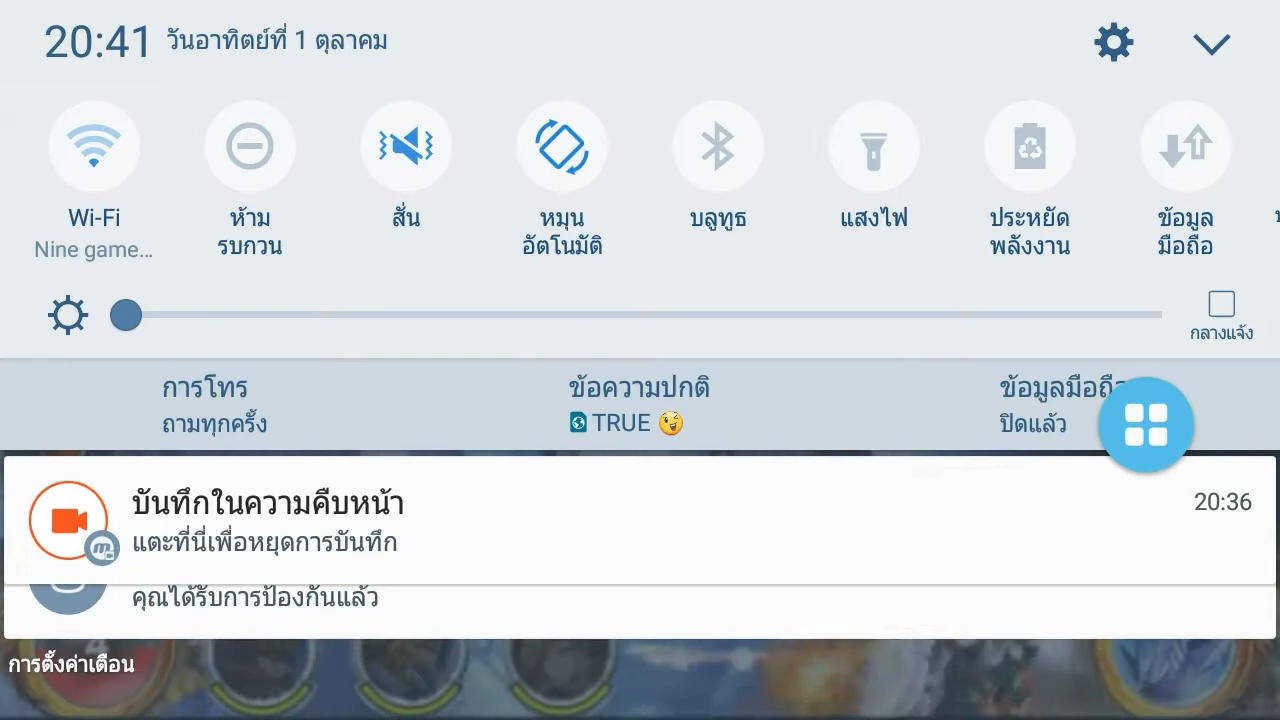 20:41 วันอาทิตย์ที่ 1 ตุลาคม
Wi-Fi
Nine game...
ห้าม
รบกวน
สั่น
หมุน
อัตโนมัติ
บลูทูธ
แสงไฟ
ประหยัด
พลังงาน
ข้อมูล
มือถือ
กลางแจ้ง
การโทร
ถามทุกครั้ง
ข้อความปกติ
TRUE 😉
ข้อมูลมือถือ
ปิดแล้ว
บันทึกในความคืบหน้า 20:36
แตะที่นี่เพื่อหยุดการบันทึก
คุณได้รับการป้องกันแล้ว
การตั้งค่าเตือน